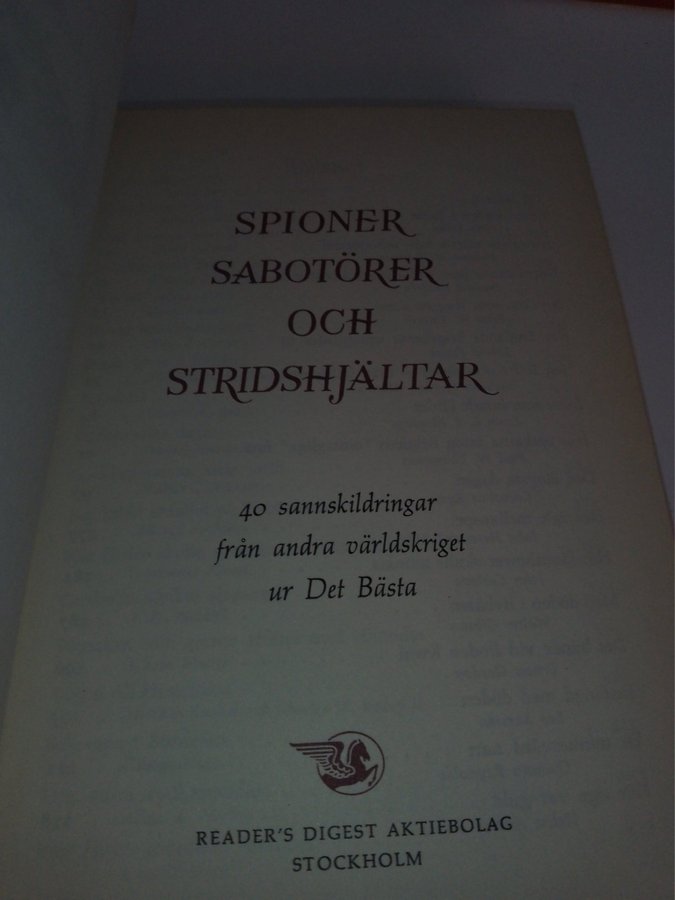 SPIONER
SABOTÖRER
OCH
STRIDSHJÄLTAR
40 sannskildringar
från andra världskriget
ur Det Bästa
READER'S DIGEST AKTIEBOLAG
STOCKHOLM